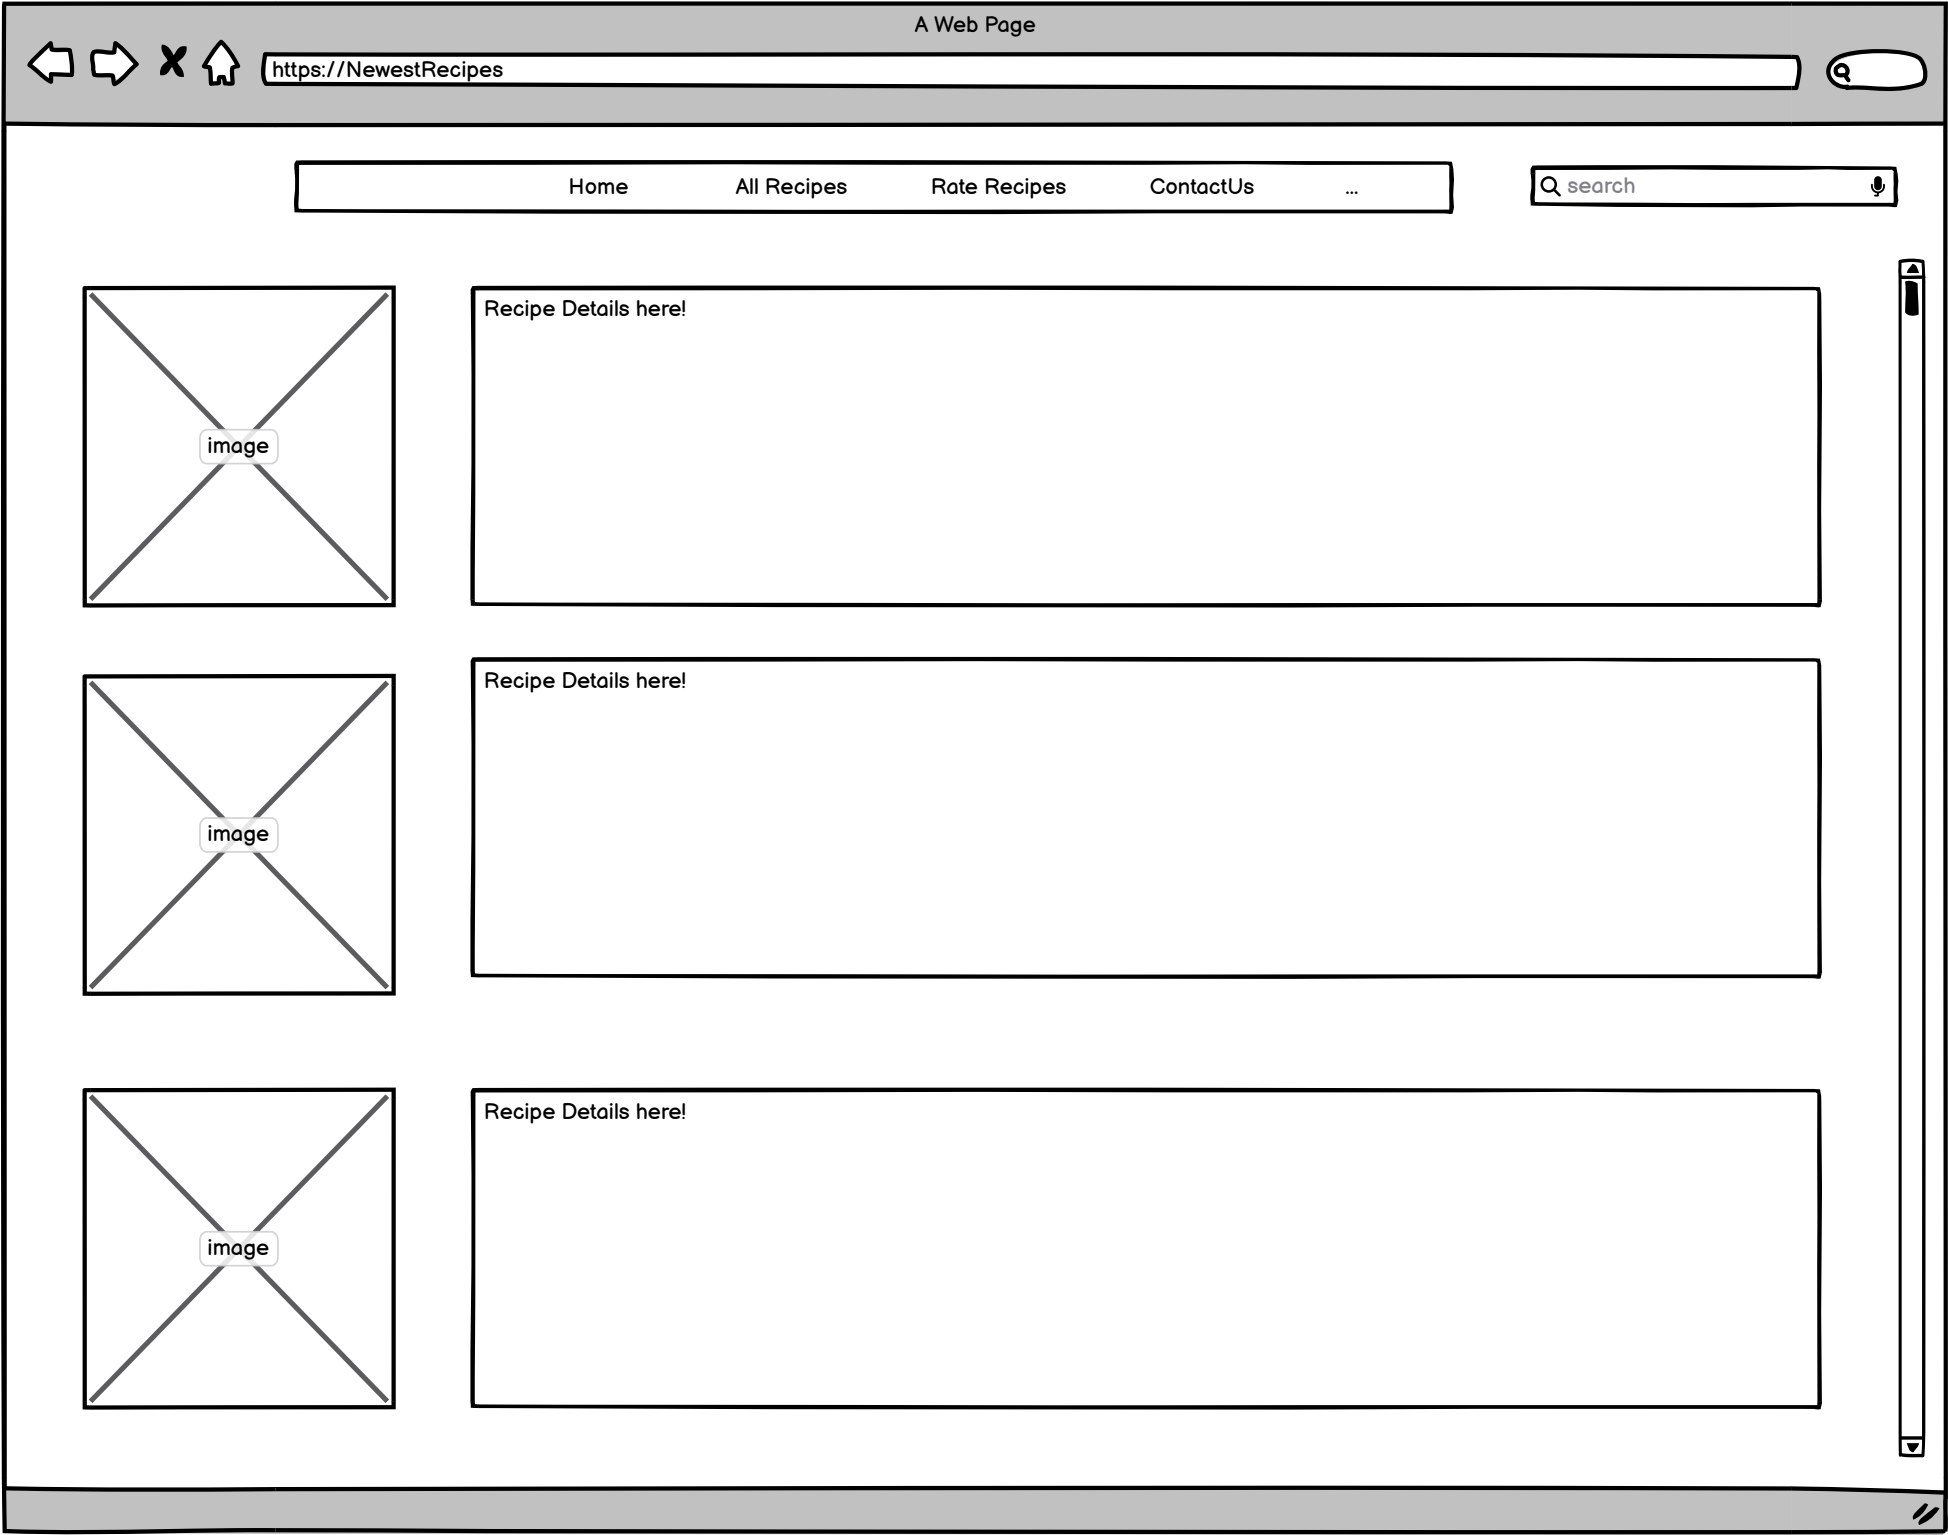 A Web Page
https://NewestRecipes
Home All Recipes Rate Recipes ContactUs ...
search
Recipe Details here!
image
Recipe Details here!
image
Recipe Details here!
image